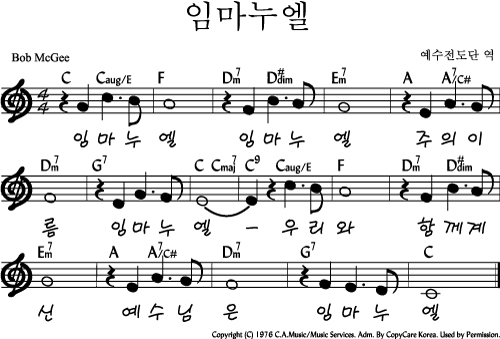 임마누엘
Bob McGee
예수전도단 역
C Caug/E F Dm7 D#dim Em7 A A7/C#
임 마 누 엘 임 마 누 엘 주 의 이
Dm7 G7 C Cmaj7 C9 Caug/E F Dm7 D#dim
름 임 마 누 엘 – 우 리 와 함 께 계
Em7 A A7/C# Dm7 G7 C
신 예 수 님 은 임 마 누 엘
Copyright (C) 1976 C.A.Music/Music Services. Adm. By CopyCare Korea. Used by Permission.